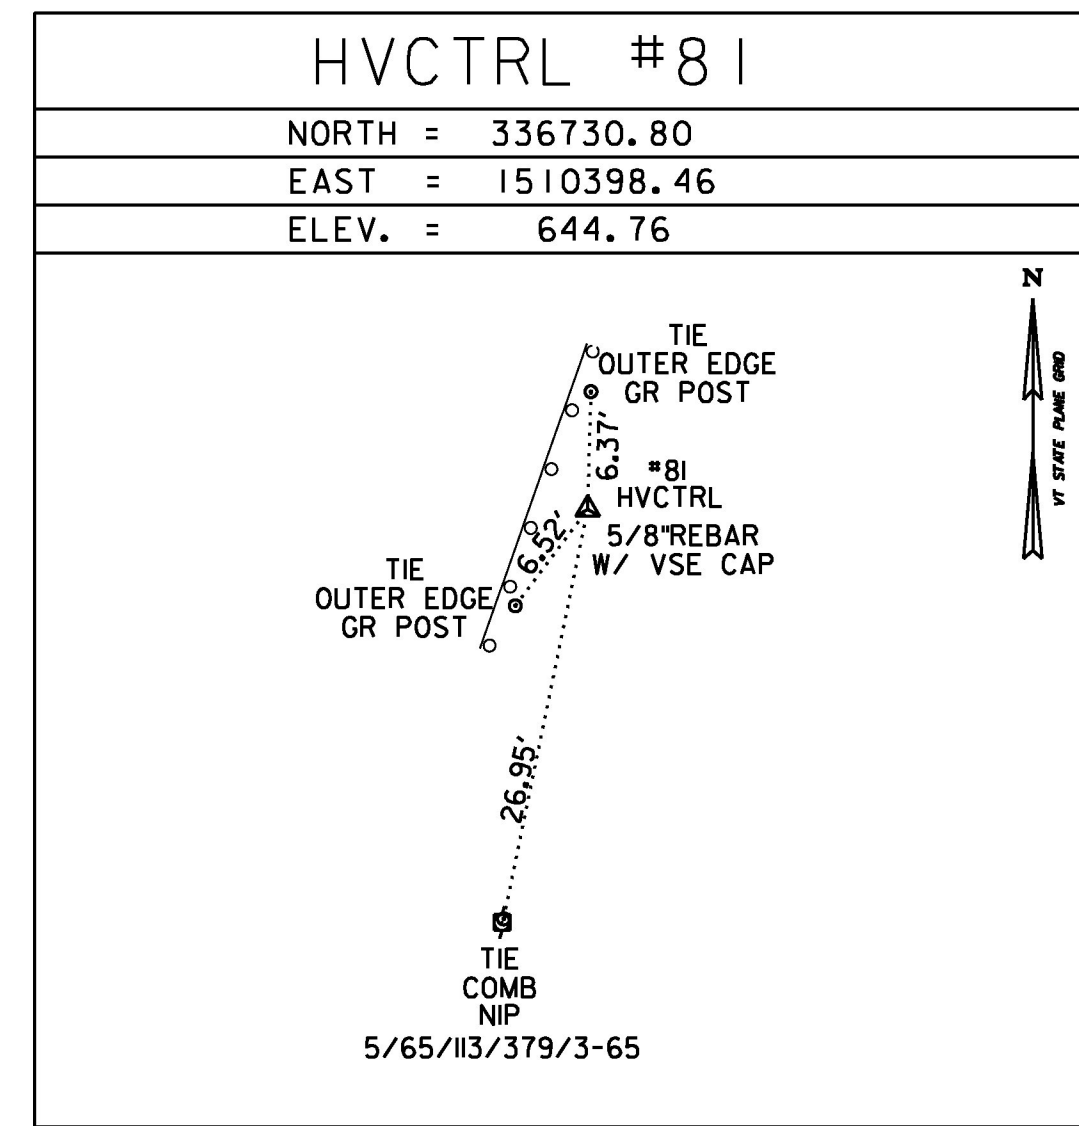 HVCTRL #81
NORTH = 336730.80
EAST = 1510398.46
ELEV. = 644.76
N
VT STATE PLANE GRID
TIE
OUTER EDGE
GR POST
6.37'
#81
HVCTRL
5/8"REBAR
W/ VSE CAP
6.52'
TIE
OUTER EDGE
GR POST
26.95'
TIE
COMB
NIP
5/65/113/379/3-65